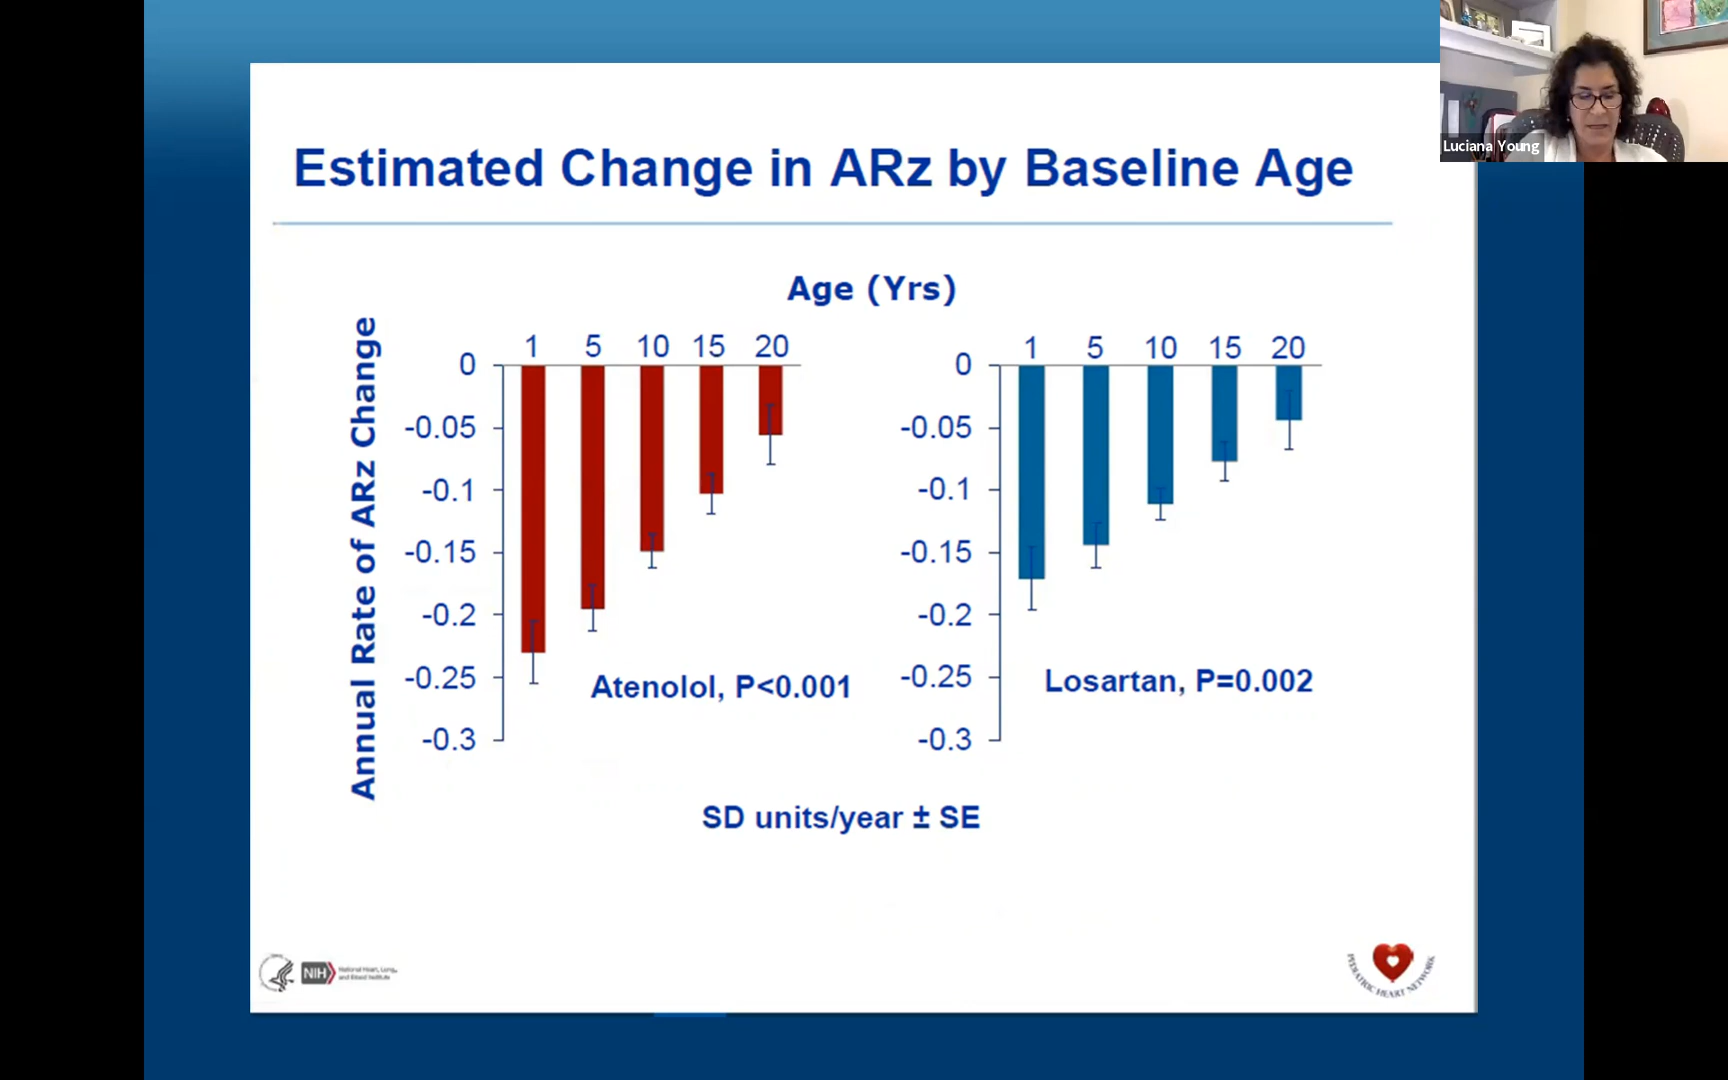 Luciana Young
Estimated Change in ARz by Baseline Age
Age (Yrs)
Annual Rate of ARz Change
1 5 10 15 20
0
-0.05
-0.1
-0.15
-0.2
-0.25
-0.3
Atenolol, P<0.001
1 5 10 15 20
0
-0.05
-0.1
-0.15
-0.2
-0.25
-0.3
Losartan, P=0.002
SD units/year ± SE
NIH
National Heart, Lung,
and Blood Institute
PEDIATRIC HEART NETWORK